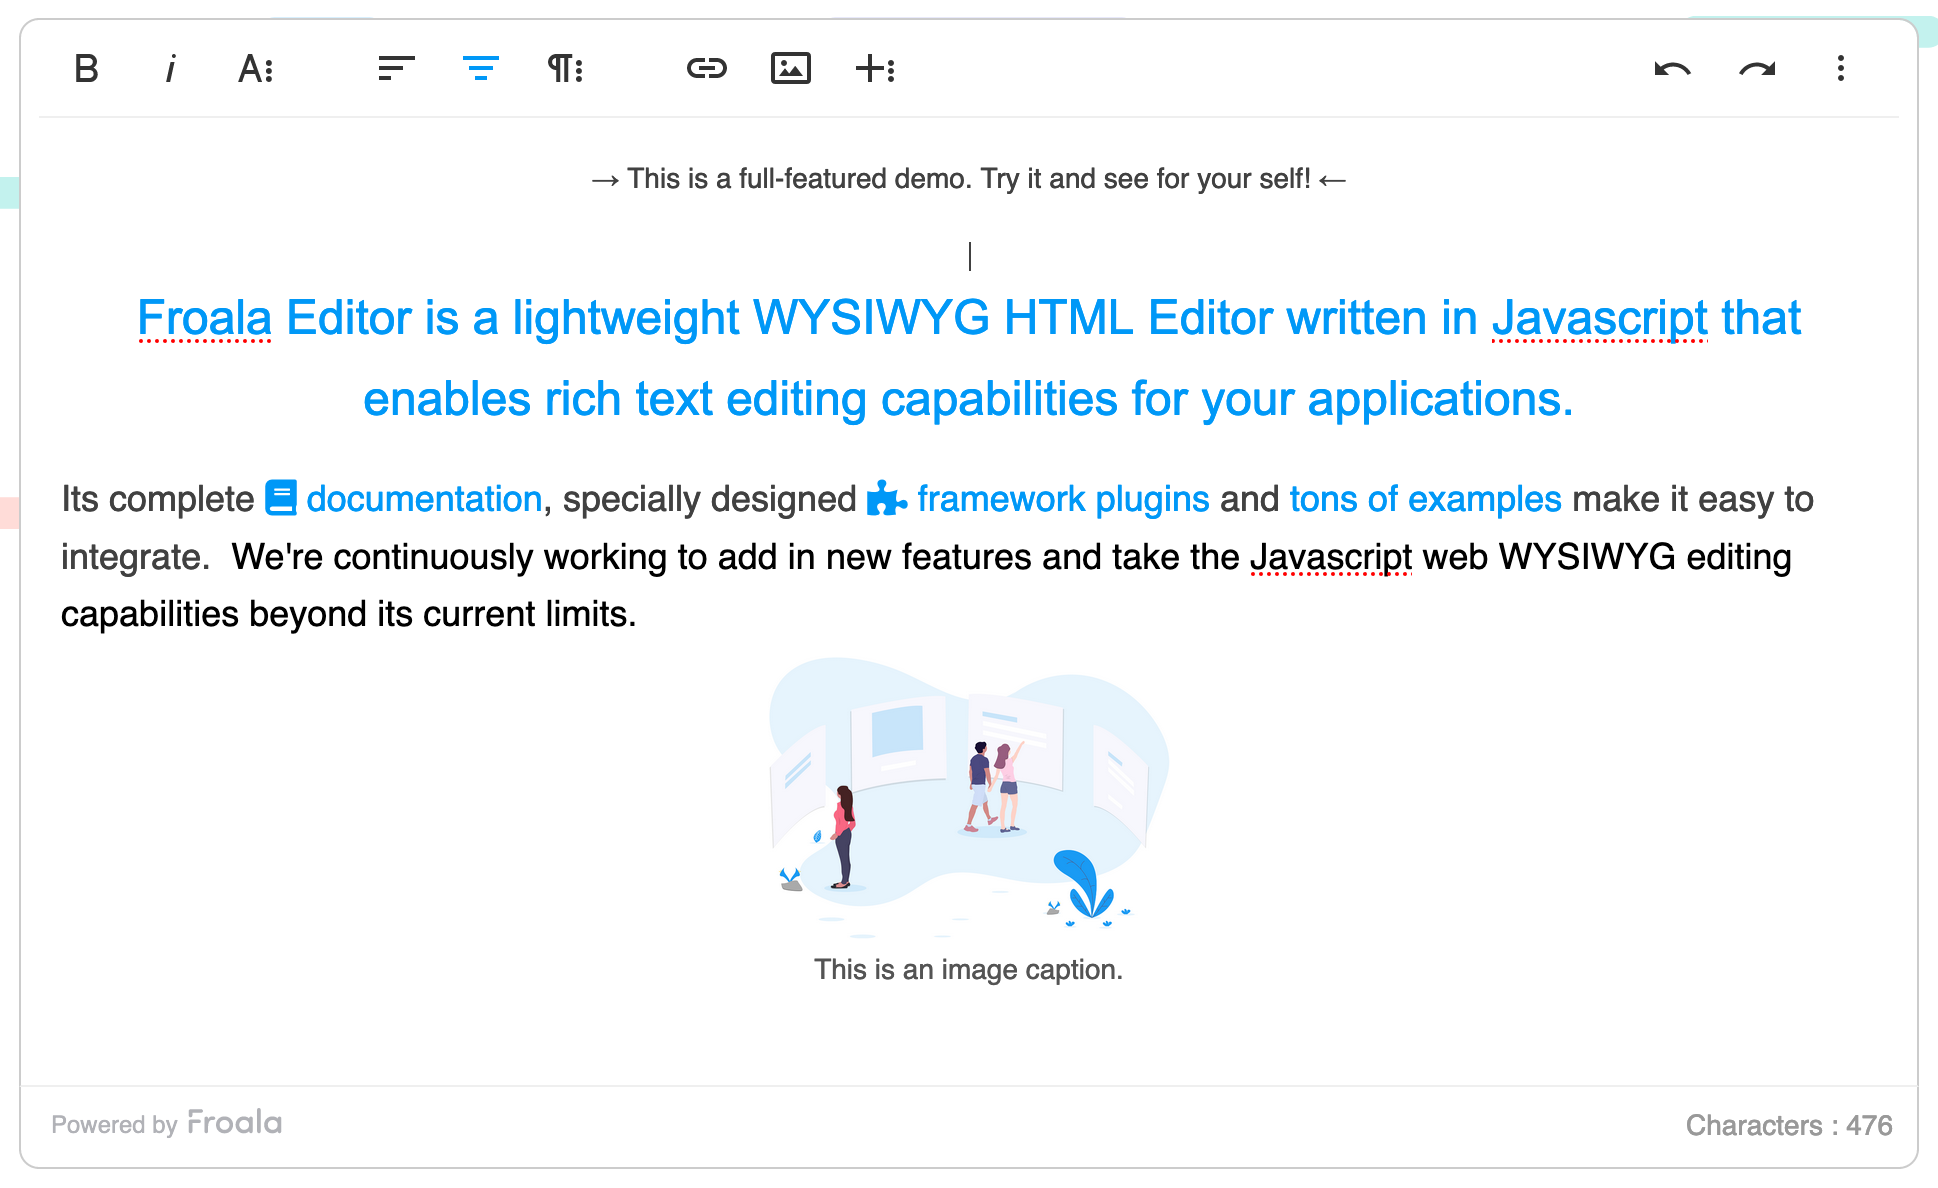 B i A
→ This is a full-featured demo. Try it and see for your self! ←
Froala Editor is a lightweight WYSIWYG HTML Editor written in Javascript that
enables rich text editing capabilities for your applications.
Its complete documentation, specially designed framework plugins and tons of examples make it easy to
integrate. We're continuously working to add in new features and take the Javascript web WYSIWYG editing
capabilities beyond its current limits.
This is an image caption.
Powered by Froala
Characters : 476